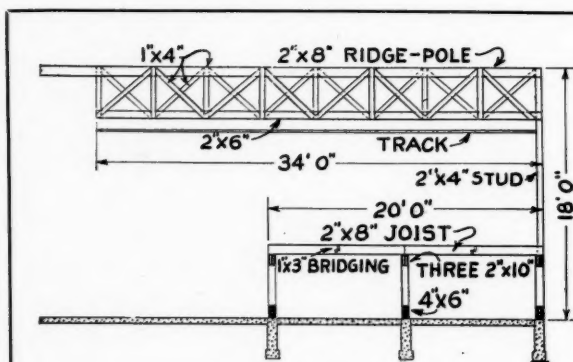 1"x4"
2"x8" RIDGE-POLE
2"x6"
TRACK
34'0"
2"x4" STUD
18'0"
20'0"
2"x8" JOIST
1"x3" BRIDGING
THREE 2"x10"
4"x6"